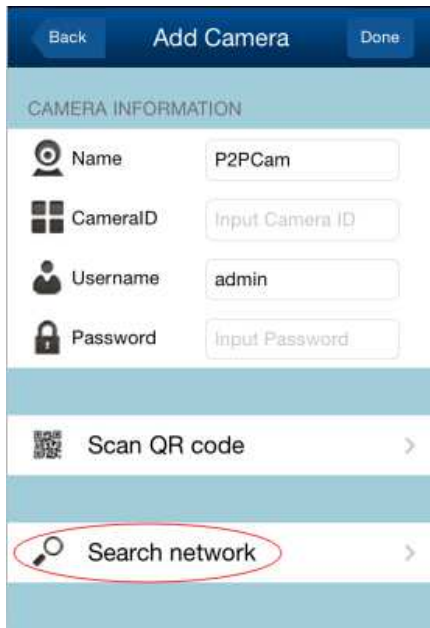 Back Add Camera Done
CAMERA INFORMATION
Name P2PCam
CameraID Input Camera ID
Username admin
Password Input Password
Scan QR code
Search network